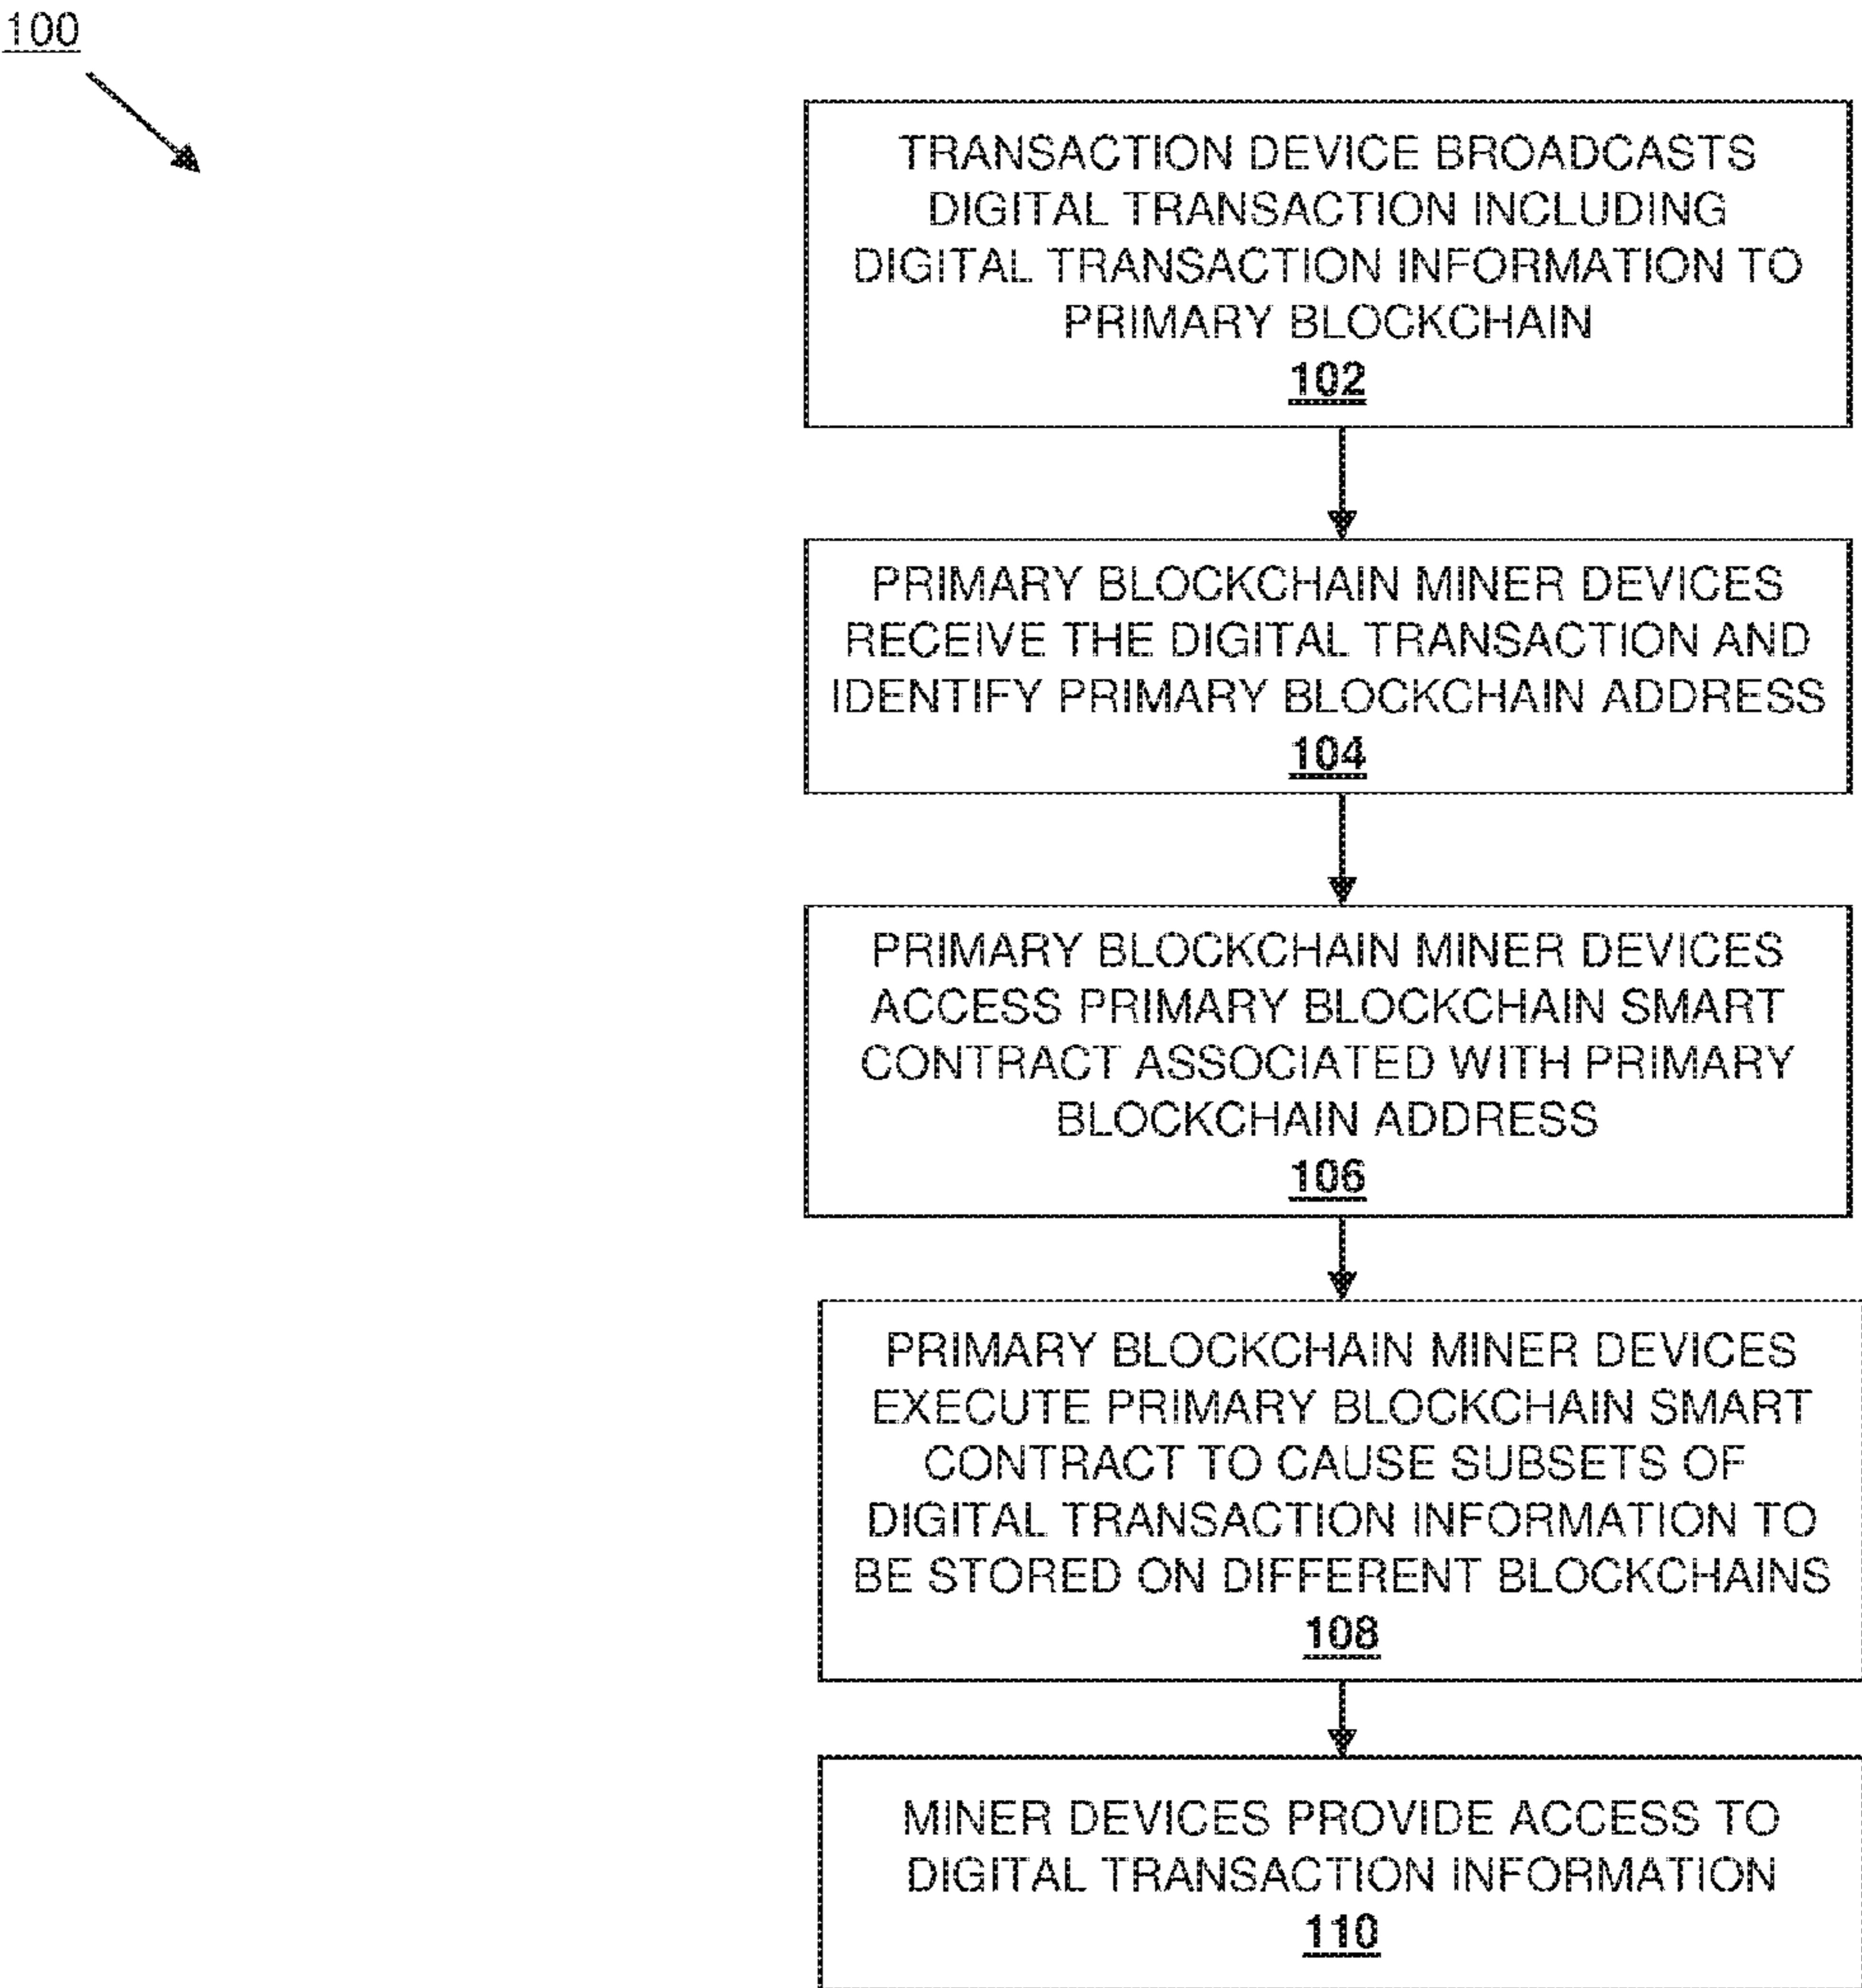 100
TRANSACTION DEVICE BROADCASTS
DIGITAL TRANSACTION INCLUDING
DIGITAL TRANSACTION INFORMATION TO
PRIMARY BLOCKCHAIN
102
PRIMARY BLOCKCHAIN MINER DEVICES
RECEIVE THE DIGITAL TRANSACTION AND
IDENTIFY PRIMARY BLOCKCHAIN ADDRESS
104
PRIMARY BLOCKCHAIN MINER DEVICES
ACCESS PRIMARY BLOCKCHAIN SMART
CONTRACT ASSOCIATED WITH PRIMARY
BLOCKCHAIN ADDRESS
106
PRIMARY BLOCKCHAIN MINER DEVICES
EXECUTE PRIMARY BLOCKCHAIN SMART
CONTRACT TO CAUSE SUBSETS OF
DIGITAL TRANSACTION INFORMATION TO
BE STORED ON DIFFERENT BLOCKCHAINS
108
MINER DEVICES PROVIDE ACCESS TO
DIGITAL TRANSACTION INFORMATION
110